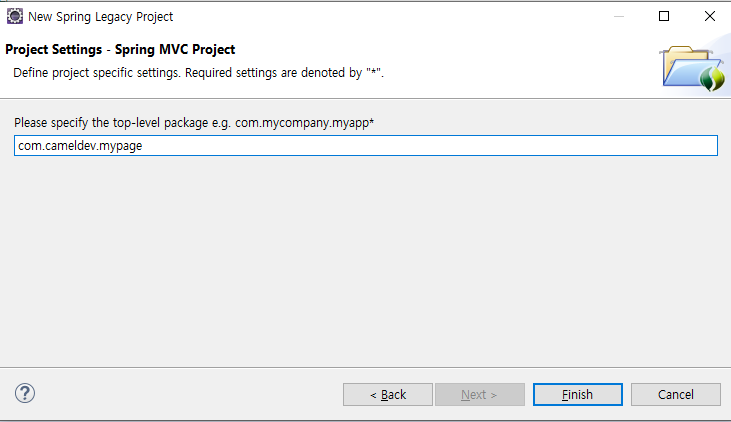 New Spring Legacy Project
Project Settings - Spring MVC Project
Define project specific settings. Required settings are denoted by "*".
Please specify the top-level package e.g. com.mycompany.myapp*
com.cameldev.mypage
?
< Back
Next >
Finish
Cancel